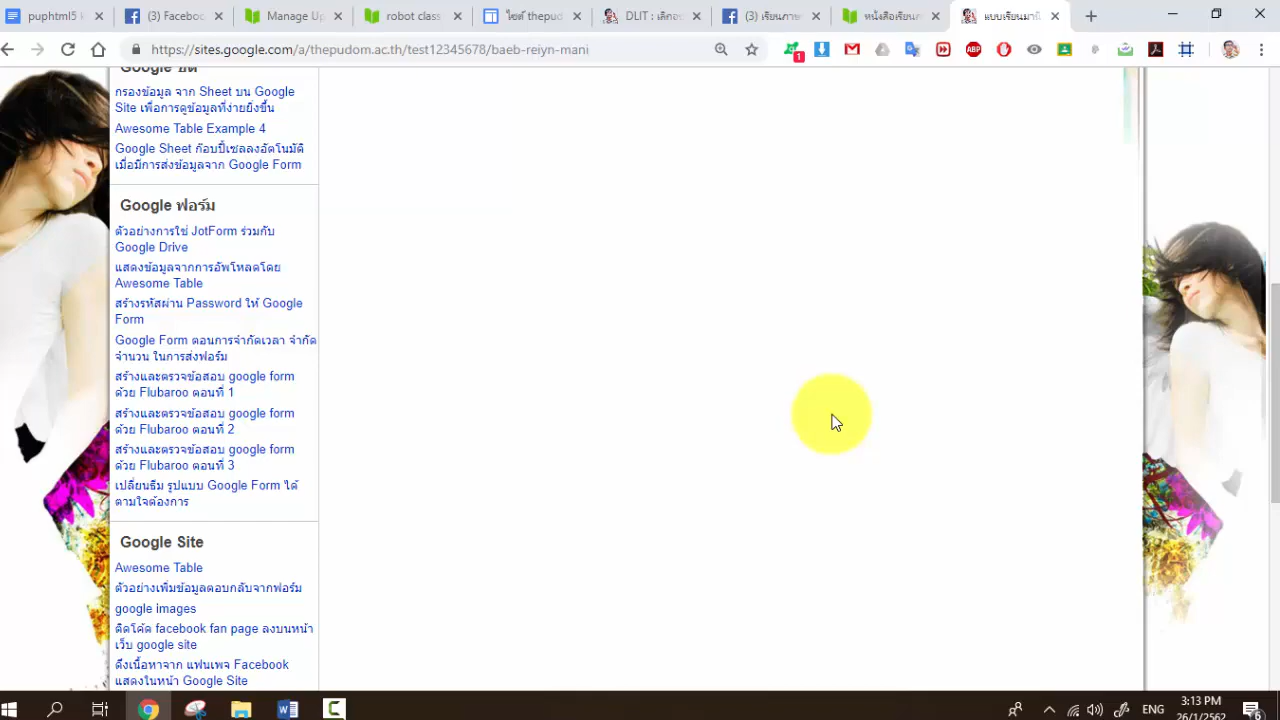 puphtml5
(3) Faceboo
Manage Up
robot class
ไซต์ thepud
DLIT : เลือกอ
(3) เรียนภาษ
หนังสือเรียนภ
แบบเรียนมานี
https://sites.google.com/a/thepudom.ac.th/test12345678/baeb-reiyn-mani
1
ABP
Google ชีต
กรองข้อมูล จาก Sheet บน Google
Site เพื่อการดูข้อมูลที่ง่ายยิ่งขึ้น
Awesome Table Example 4
Google Sheet ก๊อบปี้เซลลงอัตโนมัติ
เมื่อมีการส่งข้อมูลจาก Google Form
Google ฟอร์ม
ตัวอย่างการใช่ JotForm ร่วมกับ
Google Drive
แสดงข้อมูลจากการอัพโหลดโดย
Awesome Table
สร้างรหัสผ่าน Password ให้ Google
Form
Google Form ตอนการจำกัดเวลา จำกัด
จำนวน ในการส่งฟอร์ม
สร้างและตรวจข้อสอบ google form
ด้วย Flubaroo ตอนที่ 1
สร้างและตรวจข้อสอบ google form
ด้วย Flubaroo ตอนที่ 2
สร้างและตรวจข้อสอบ google form
ด้วย Flubaroo ตอนที่ 3
เปลี่ยนธีม รูปแบบ Google Form ได้
ตามใจต้องการ
Google Site
Awesome Table
ตัวอย่างเพิ่มข้อมูลตอบกลับจากฟอร์ม
google images
ติดโค้ด facebook fan page ลงบนหน้า
เว็บ google site
ดึงเนื้อหาจาก แฟนเพจ Facebook
แสดงในหน้า Google Site
ENG
3:13 PM
26/1/2562
6